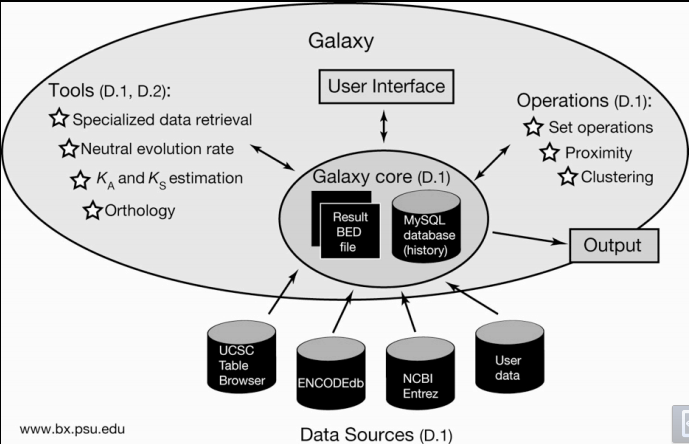 Galaxy
Tools (D.1, D.2):
Specialized data retrieval
Neutral evolution rate
KA and KS estimation
Orthology
User Interface
Operations (D.1):
Set operations
Proximity
Clustering
Galaxy core (D.1)
Result
BED
file
MySQL
database
(history)
Output
UCSC
Table
Browser
ENCODEdb
NCBI
Entrez
User
data
www.bx.psu.edu
Data Sources (D.1)